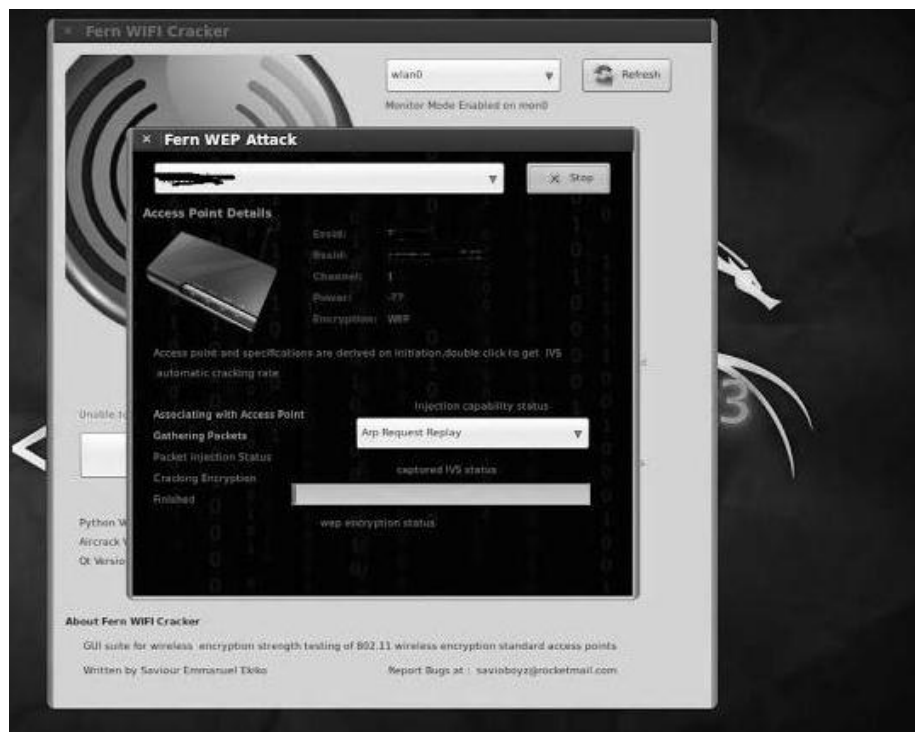 Fern WIFI Cracker
wlan0
Refresh
Monitor Mode Enabled on mon0
Fern WEP Attack
Stop
Access Point Details
Essid:
Bssid:
Channel: 1
Power: -77
Encryption: WEP
Access point and specifications are derived on initiation,double click to get IVS
automatic cracking rate
Injection capability status
Associating with Access Point
Arp Request Replay
Gathering Packets
Packet Injection Status
captured IVS status
Cracking Encryption
Finished
wep encryption status
Unable to
3
Python V
Aircrack V
Qt Versio
About Fern WIFI Cracker
GUI suite for wireless encryption strength testing of 802.11 wireless encryption standard access points
Written by Saviour Emmanuel Ekiko
Report Bugs at : savioboyz@rocketmail.com